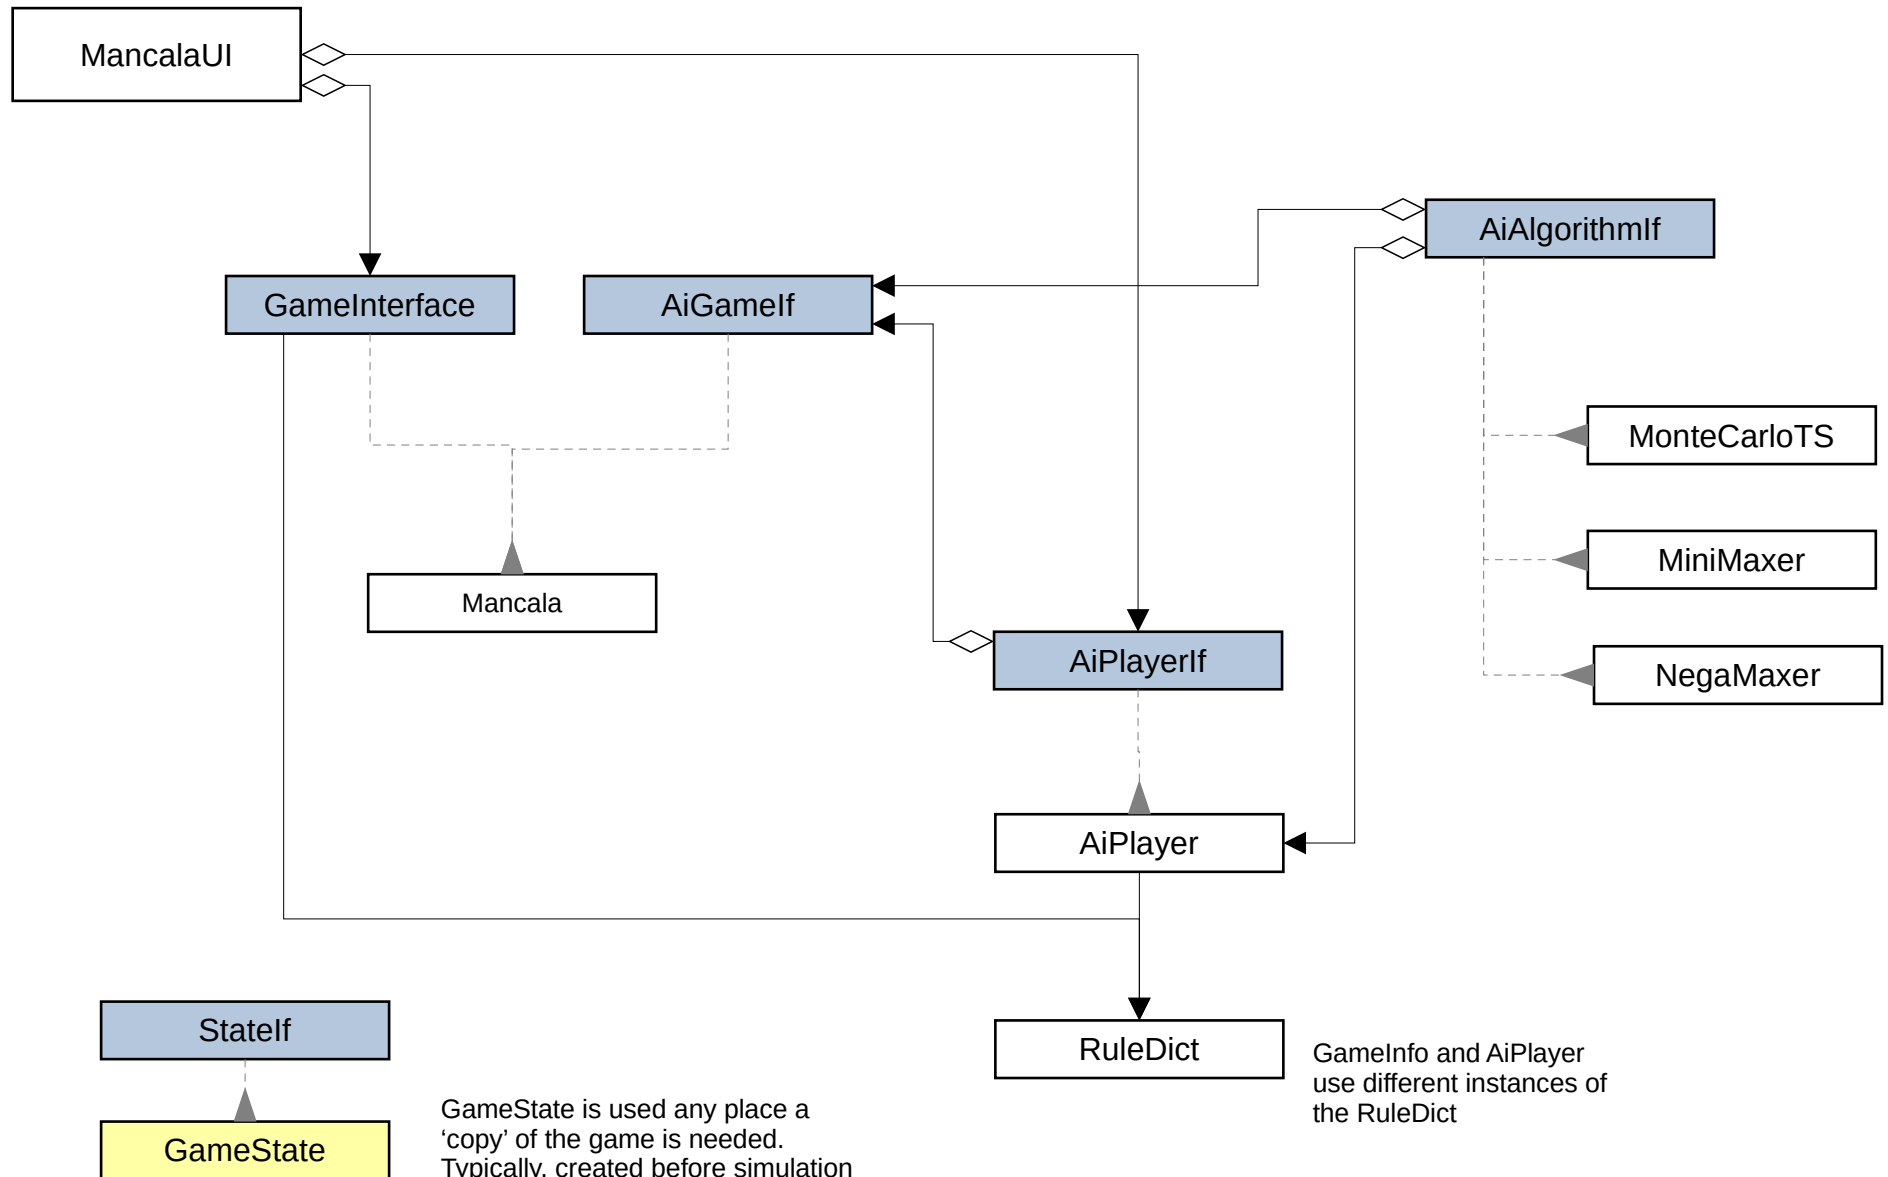 MancalaUI
AiAlgorithmIf
GameInterface
AiGameIf
MonteCarloTS
MiniMaxer
Mancala
AiPlayerIf
NegaMaxer
AiPlayer
StateIf
RuleDict
GameInfo and AiPlayer
use different instances of
the RuleDict
GameState
GameState is used any place a
‘copy’ of the game is needed.
Typically, created before simulation